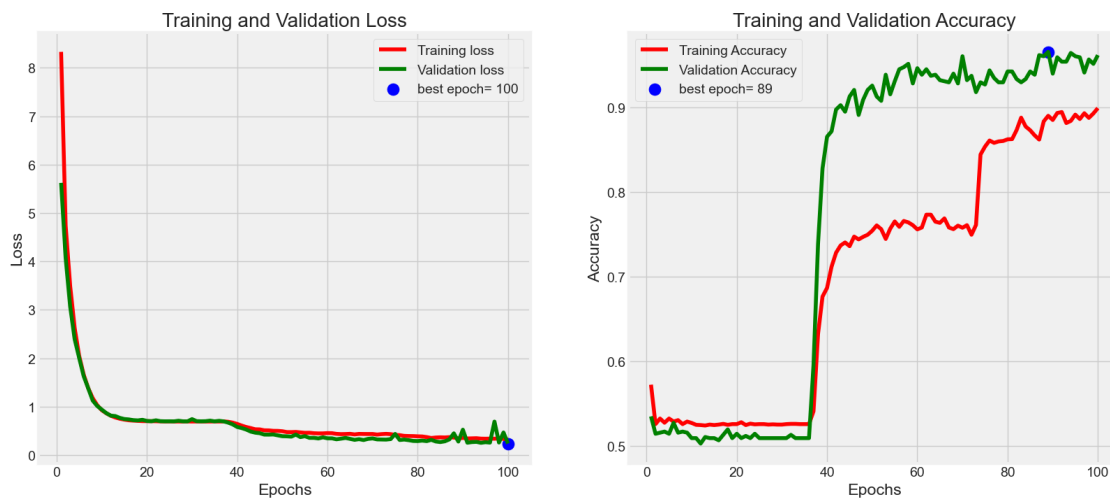 Training and Validation Loss
8
7
6
5
4
3
2
1
0
Loss
Training loss
Validation loss
best epoch= 100
0
20
40
60
80
100
Epochs
Training and Validation Accuracy
0.9
0.8
0.7
0.6
0.5
Accuracy
Training Accuracy
Validation Accuracy
best epoch= 89
0
20
40
60
80
100
Epochs